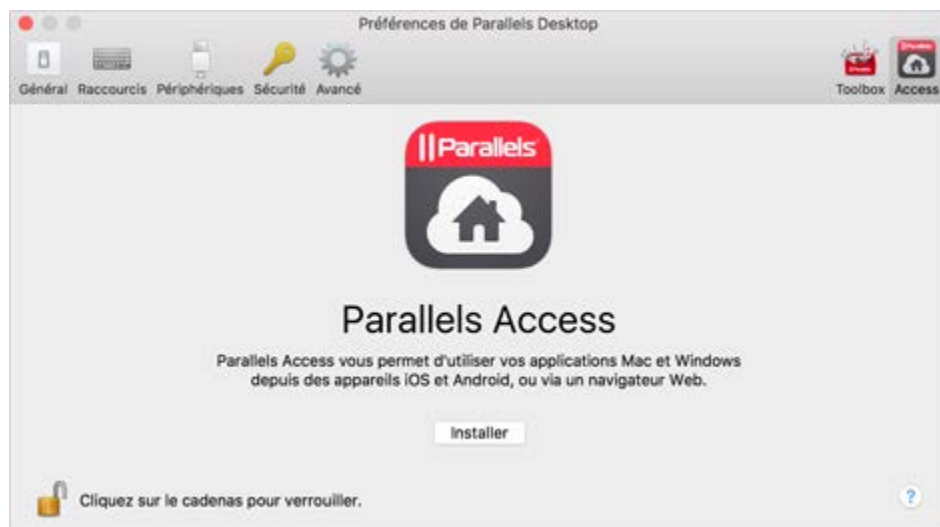 Préférences de Parallels Desktop
Général Raccourcis Périphériques Sécurité Avancé Toolbox Access
||Parallels
Parallels Access
Parallels Access vous permet d'utiliser vos applications Mac et Windows
depuis des appareils iOS et Android, ou via un navigateur Web.
Installer
Cliquez sur le cadenas pour verrouiller.
?